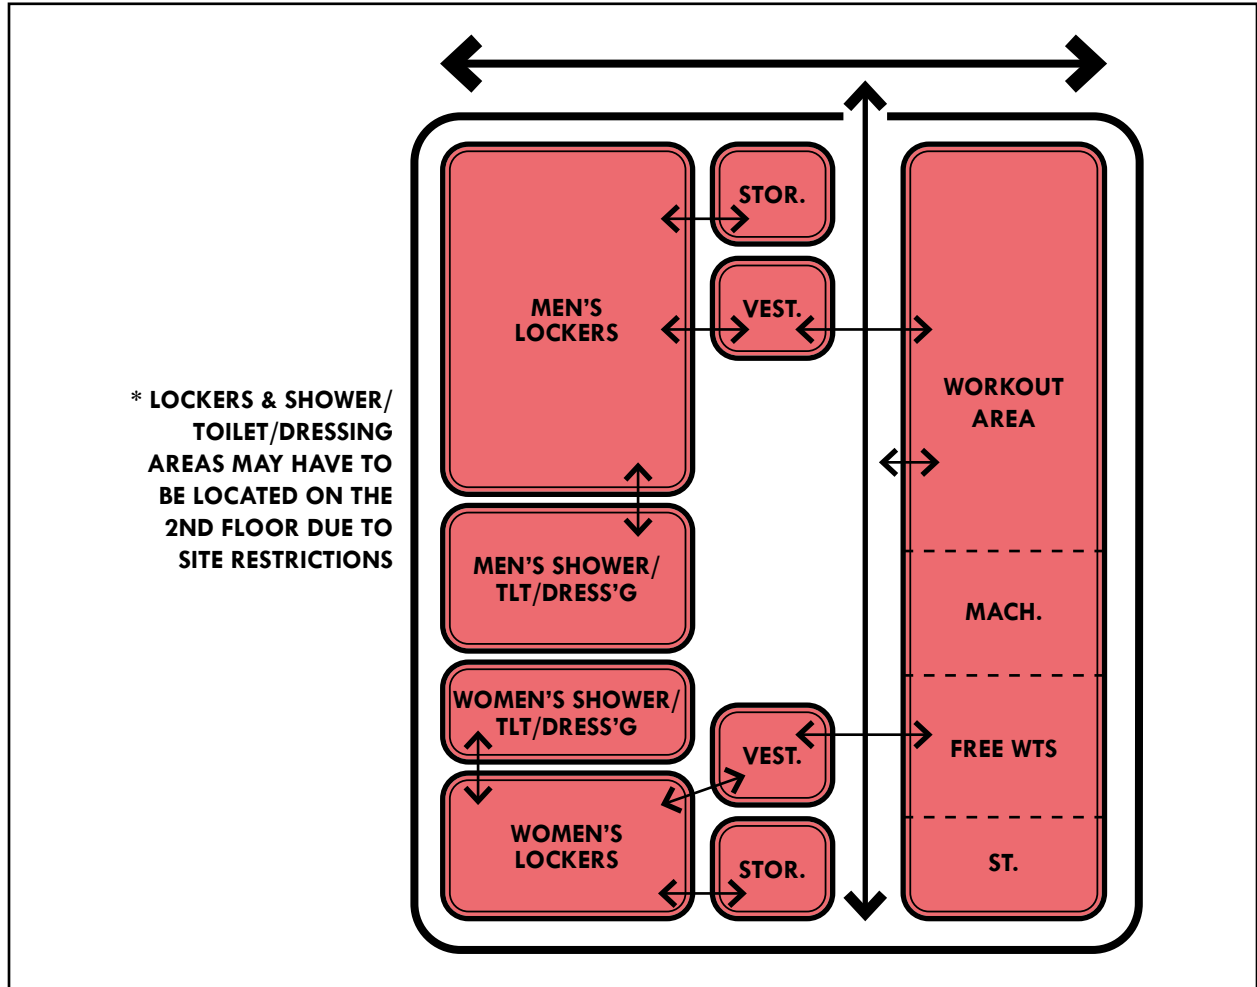 STOR.
MEN’S
LOCKERS
VEST.
* LOCKERS & SHOWER/
TOILET/DRESSING
AREAS MAY HAVE TO
BE LOCATED ON THE
2ND FLOOR DUE TO
SITE RESTRICTIONS
WORKOUT
AREA
MEN’S SHOWER/
TLT/DRESS’G
MACH.
WOMEN’S SHOWER/
TLT/DRESS’G
VEST.
FREE WTS
WOMEN’S
LOCKERS
STOR.
ST.